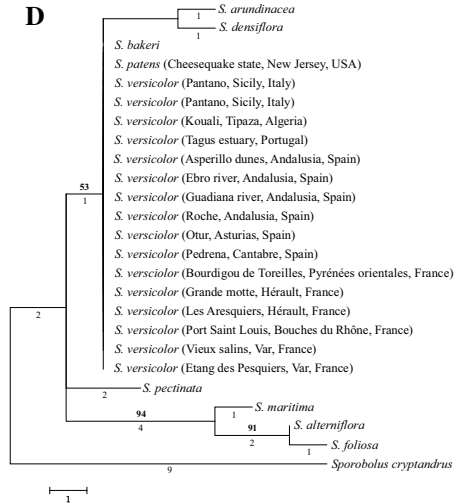 D
S. arundinacea
1
S. densiflora
1
S. bakeri
S. patens (Cheesequake state, New Jersey, USA)
S. versicolor (Pantano, Sicily, Italy)
S. versicolor (Pantano, Sicily, Italy)
S. versicolor (Kouali, Tipaza, Algeria)
S. versicolor (Tagus estuary, Portugal)
S. versicolor (Asperillo dunes, Andalusia, Spain)
S. versicolor (Ebro river, Andalusia, Spain)
53
S. versicolor (Guadiana river, Andalusia, Spain)
1
S. versicolor (Roche, Andalusia, Spain)
S. versciolor (Otur, Asturias, Spain)
S. versicolor (Pedrena, Cantabre, Spain)
S. versciolor (Bourdigou de Toreilles, Pyrénées orientales, France)
S. versicolor (Grande motte, Hérault, France)
S. versicolor (Les Aresquiers, Hérault, France)
2
S. versicolor (Port Saint Louis, Bouches du Rhône, France)
S. versicolor (Vieux salins, Var, France)
S. versicolor (Etang des Pesquiers, Var, France)
S. pectinata
2
S. maritima
94
1
4
S. alterniflora
91
2
S. foliosa
1
Sporobolus cryptandrus
9
1